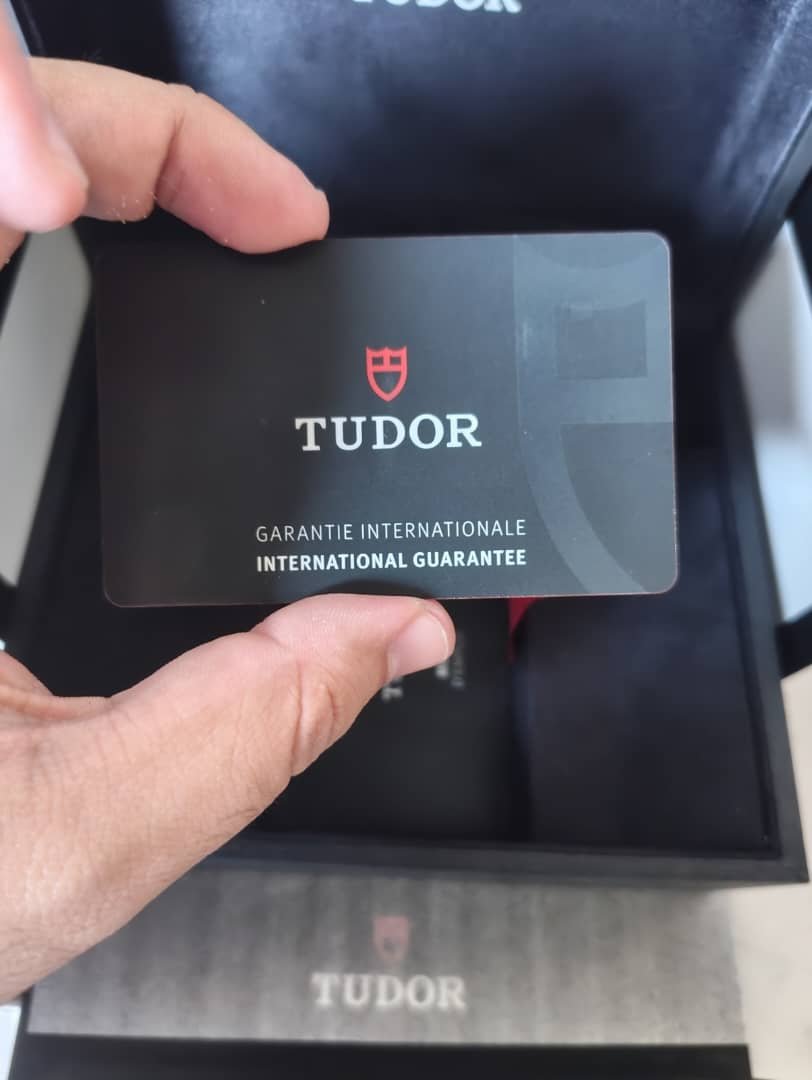 TUDOR
TUDOR
GARANTIE INTERNATIONALE
INTERNATIONAL GUARANTEE
TUDOR